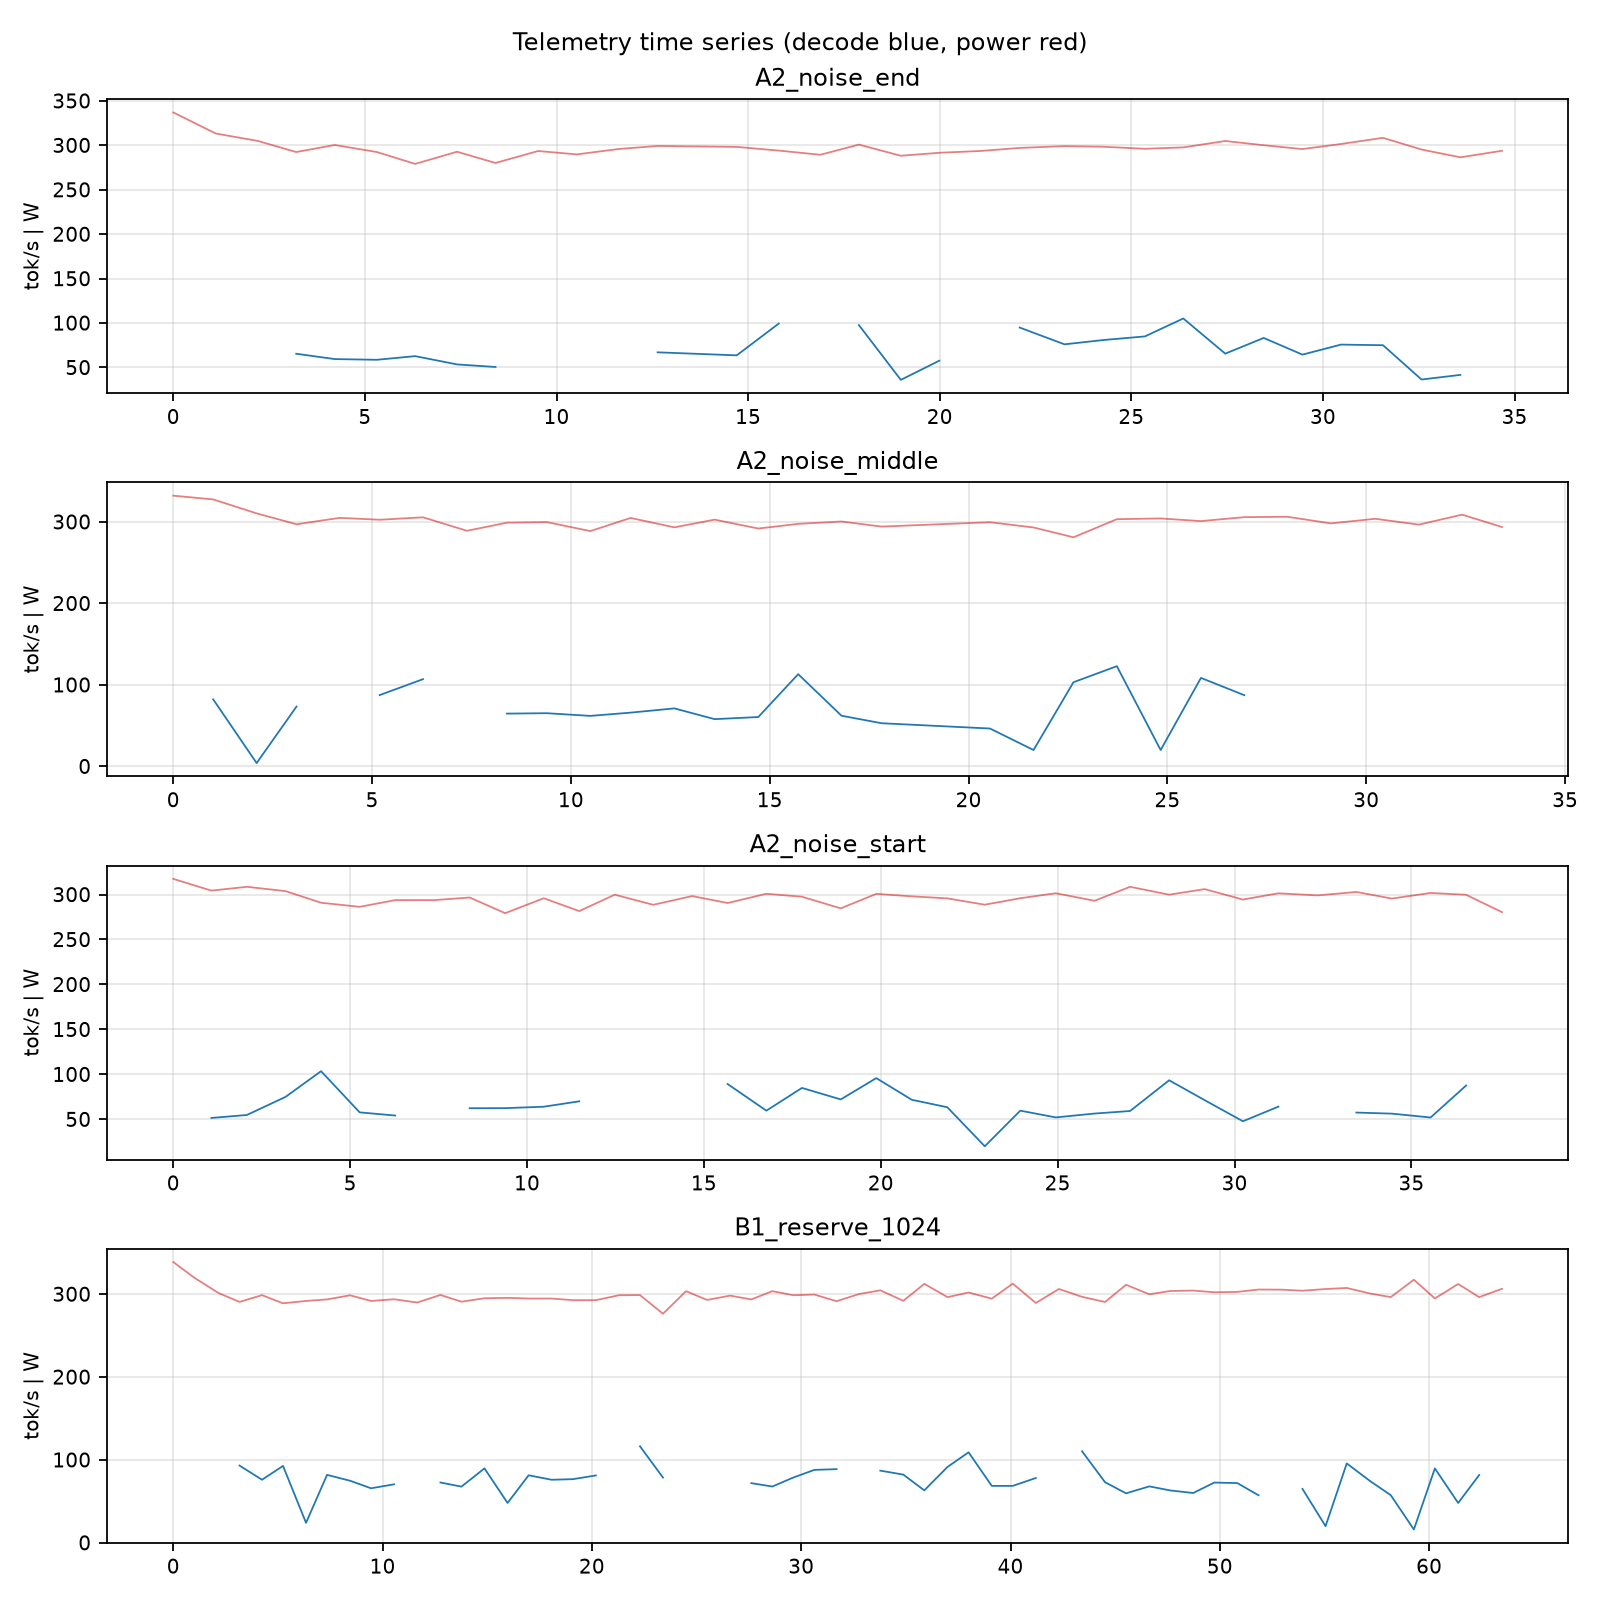 Telemetry time series (decode blue, power red)
A2_noise_end
tok/s | W
350
300
250
200
150
100
50
0 5 10 15 20 25 30 35
A2_noise_middle
tok/s | W
300
200
100
0
0 5 10 15 20 25 30 35
A2_noise_start
tok/s | W
300
250
200
150
100
50
0 5 10 15 20 25 30 35
B1_reserve_1024
tok/s | W
300
200
100
0
0 10 20 30 40 50 60